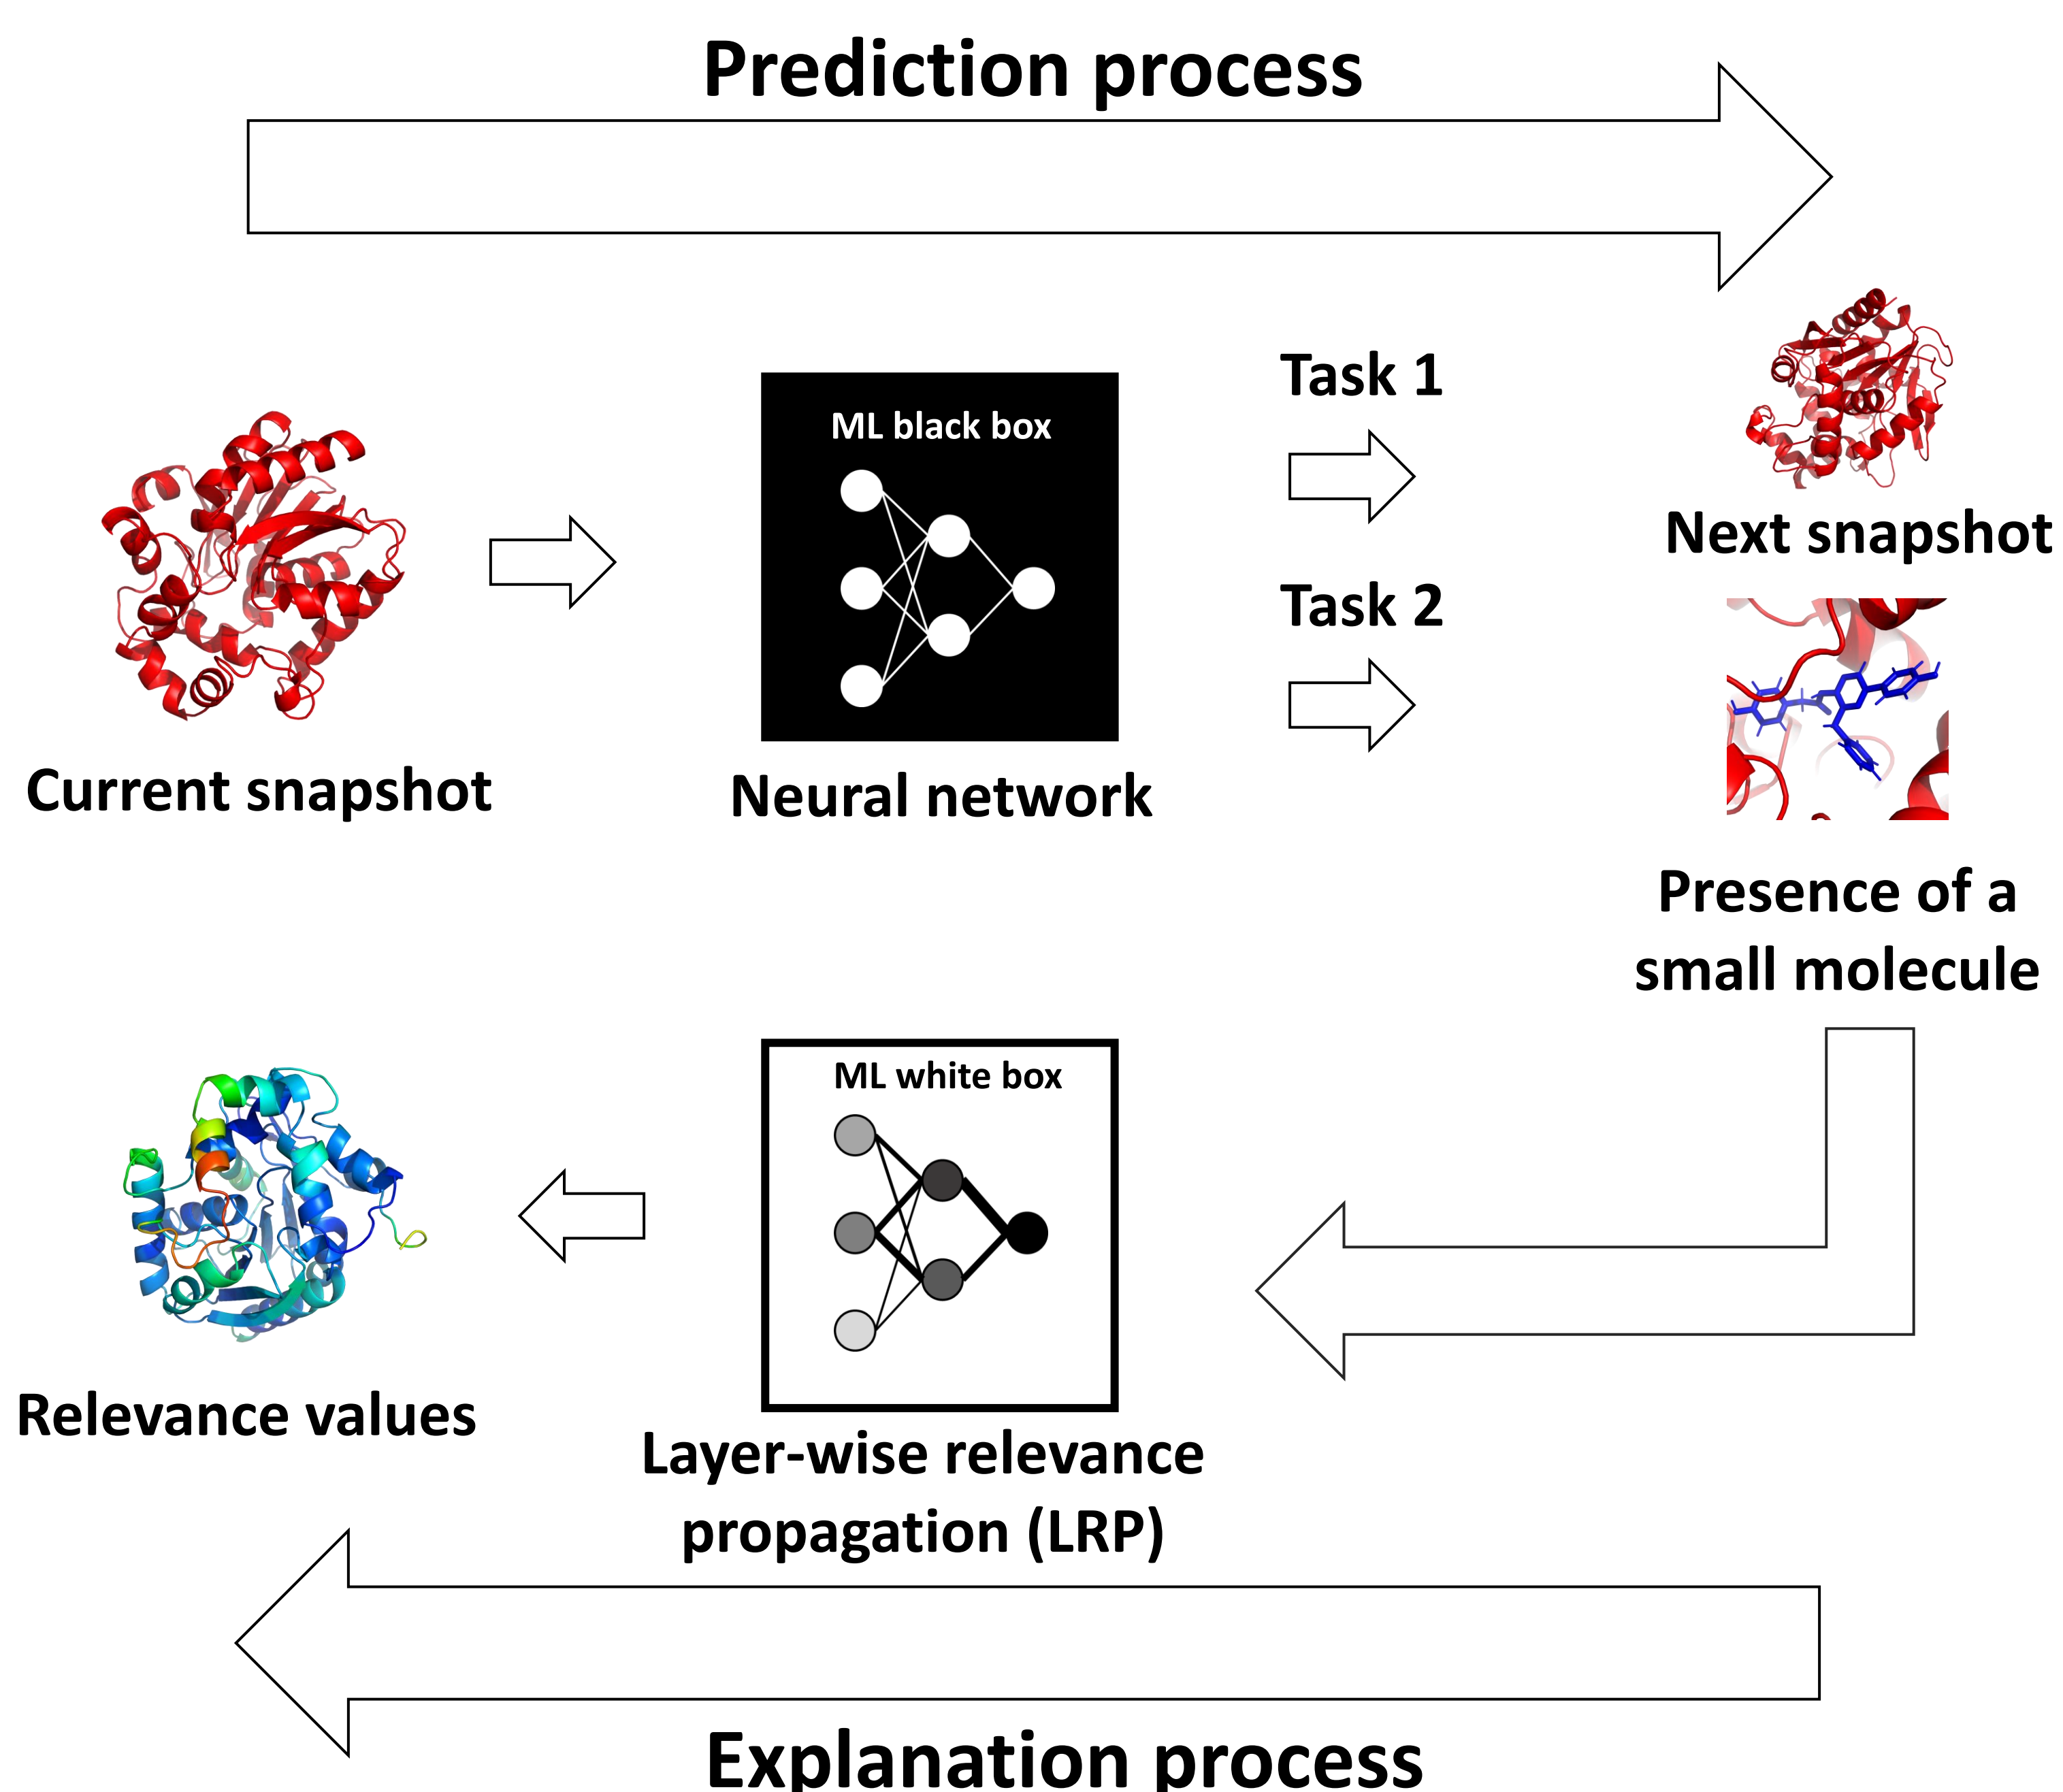 Prediction process
Task 1
ML black box
Next snapshot
Task 2
Current snapshot
Neural network
Presence of a
small molecule
ML white box
Relevance values
Layer-wise relevance
propagation (LRP)
Explanation process